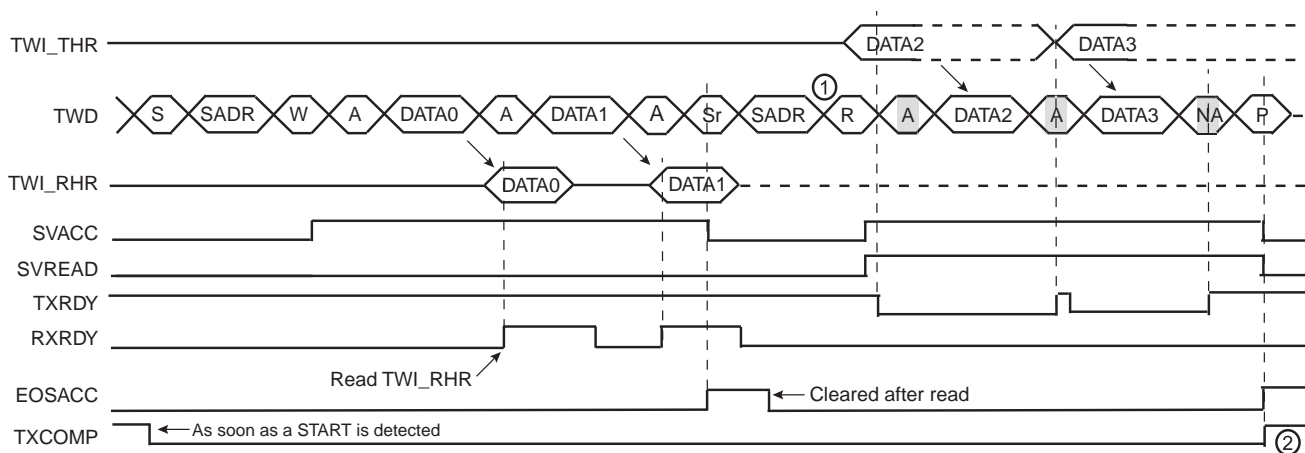 TWI_THR
DATA2
DATA3
①
TWD
S SADR W A DATA0 A DATA1 A Sr SADR R A DATA2 A DATA3 NA P
TWI_RHR
DATA0
DATA1
SVACC
SVREAD
TXRDY
RXRDY
Read TWI_RHR
EOSACC
Cleared after read
TXCOMP
As soon as a START is detected
②